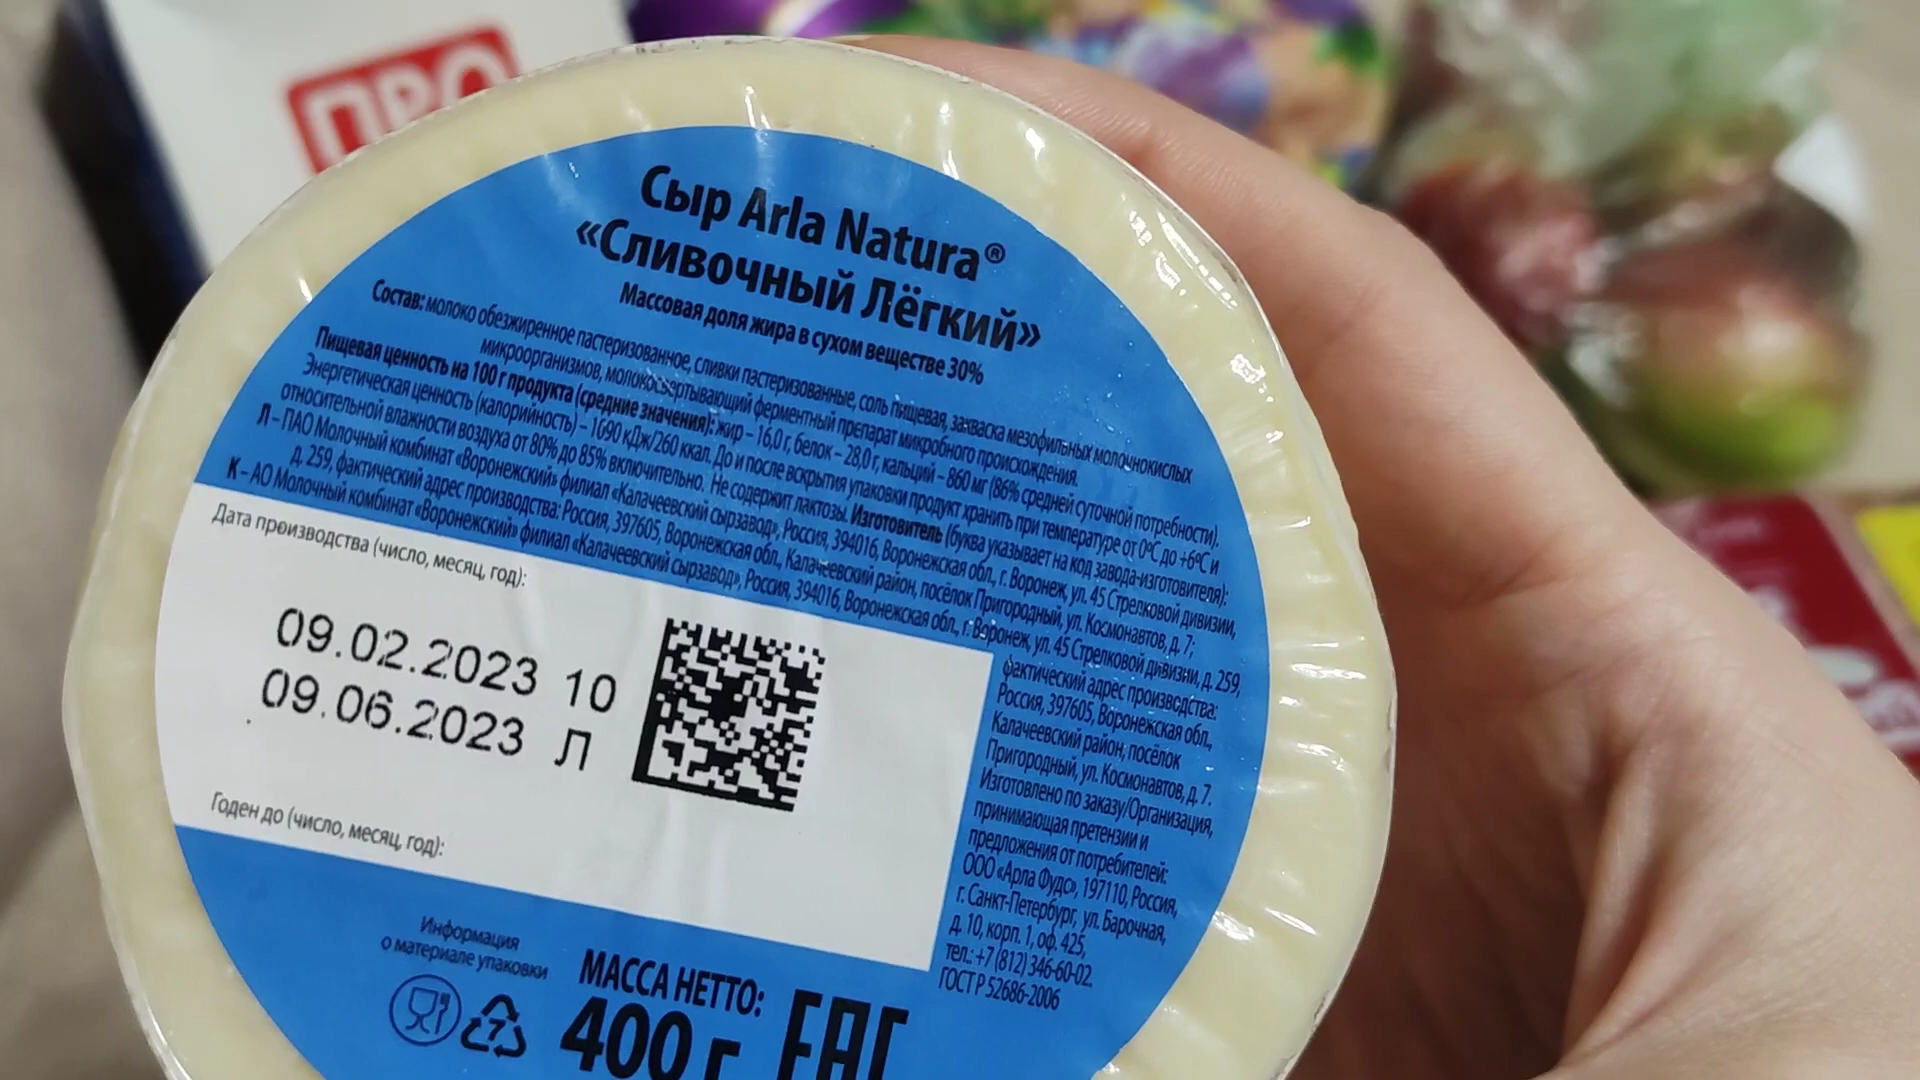 ПРО
Сыр Arla Natura®
«Сливочный Лёгкий»
Массовая доля жира в сухом веществе 30%
Состав: молоко обезжиренное пастеризованное, сливки пастеризованные, соль пищевая, закваска мезофильных молочнокислых
микроорганизмов, молокосвертывающий ферментный препарат микробного происхождения.
Пищевая ценность на 100 г продукта (средние значения): жир – 16,0 г, белок – 28,0 г, кальций – 860 мг (86% средней суточной потребности).
Энергетическая ценность (калорийность) – 1090 кДж/260 ккал. До и после вскрытия упаковки продукт хранить при температуре от 0°С до +6°С и
относительной влажности воздуха от 80% до 85% включительно. Не содержит лактозы. Изготовитель (буква указывает на код завода-изготовителя):
Л – ПАО Молочный комбинат «Воронежский» филиал «Калачеевский сырзавод», Россия, 394016, Воронежская обл., г. Воронеж, ул. 45 Стрелковой дивизии,
д. 259, фактический адрес производства: Россия, 397605, Воронежская обл., Калачеевский район, посёлок Пригородный, ул. Космонавтов, д. 7;
К – АО Молочный комбинат «Воронежский» филиал «Калачеевский сырзавод», Россия, 394016, Воронежская обл., г. Воронеж, ул. 45 Стрелковой дивизии, д. 259,
фактический адрес производства:
Россия, 397605, Воронежская обл.,
Калачеевский район, посёлок
Пригородный, ул. Космонавтов, д. 7.
Изготовлено по заказу/Организация,
принимающая претензии и
предложения от потребителей:
ООО «Арла Фудс», 197110, Россия,
г. Санкт-Петербург, ул. Барочная,
д. 10, корп. 1, оф. 425,
тел.: +7 (812) 346-60-02.
ГОСТ Р 52686-2006
Дата производства (число, месяц, год):
09.02.2023 10
09.06.2023 Л
Годен до (число, месяц, год):
Информация
о материале упаковки
7
МАССА НЕТТО:
400 г
ЕАС